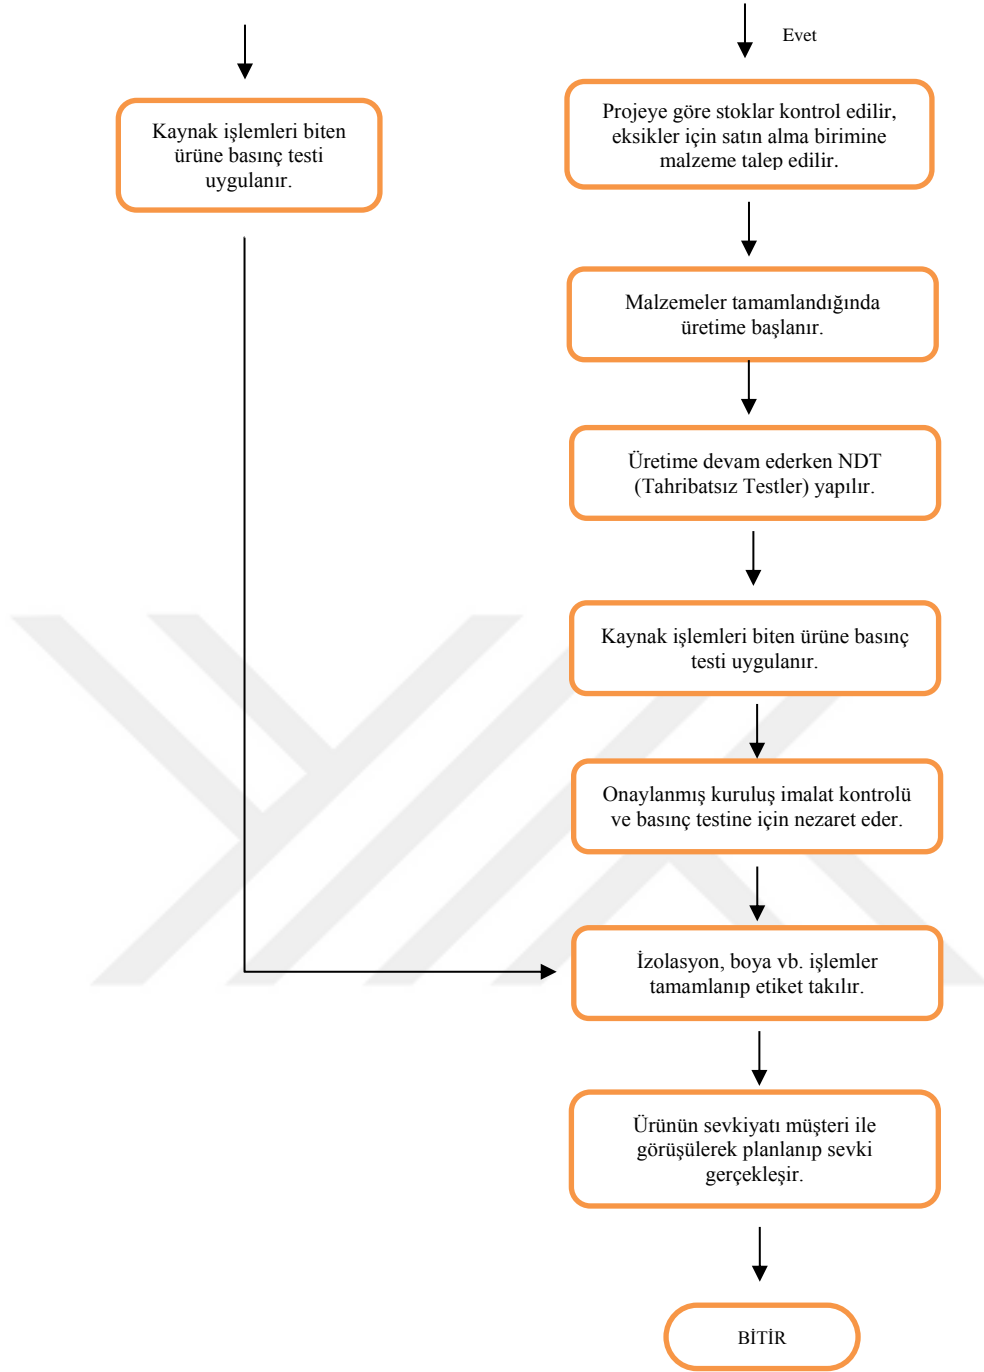 Evet
Kaynak işlemleri biten
ürüne basınç testi
uygulanır.
Projeye göre stoklar kontrol edilir,
eksikler için satın alma birimine
malzeme talep edilir.
Malzemeler tamamlandığında
üretime başlanır.
Üretime devam ederken NDT
(Tahribatsız Testler) yapılır.
Kaynak işlemleri biten ürüne basınç
testi uygulanır.
Onaylanmış kuruluş imalat kontrolü
ve basınç testine için nezaret eder.
İzolasyon, boya vb. işlemler
tamamlanıp etiket takılır.
Ürünün sevkiyatı müşteri ile
görüşülerek planlanıp sevki
gerçekleşir.
BİTİR